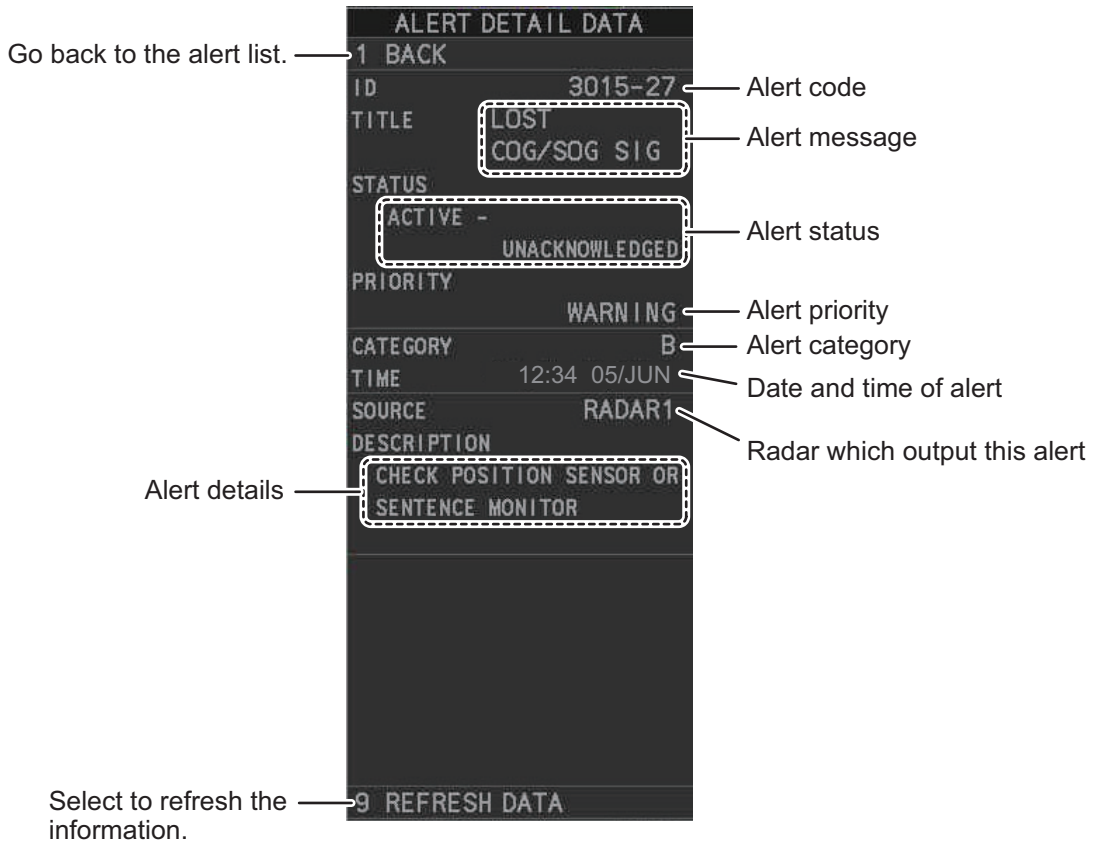 ALERT DETAIL DATA
Go back to the alert list.
1 BACK
ID 3015-27
Alert code
TITLE LOST
COG/SOG SIG
Alert message
STATUS
ACTIVE -
UNACKNOWLEDGED
Alert status
PRIORITY
WARNING
Alert priority
CATEGORY B
Alert category
TIME 12:34 05/JUN
Date and time of alert
SOURCE RADAR1
Radar which output this alert
DESCRIPTION
CHECK POSITION SENSOR OR
SENTENCE MONITOR
Alert details
Select to refresh the
information.
9 REFRESH DATA